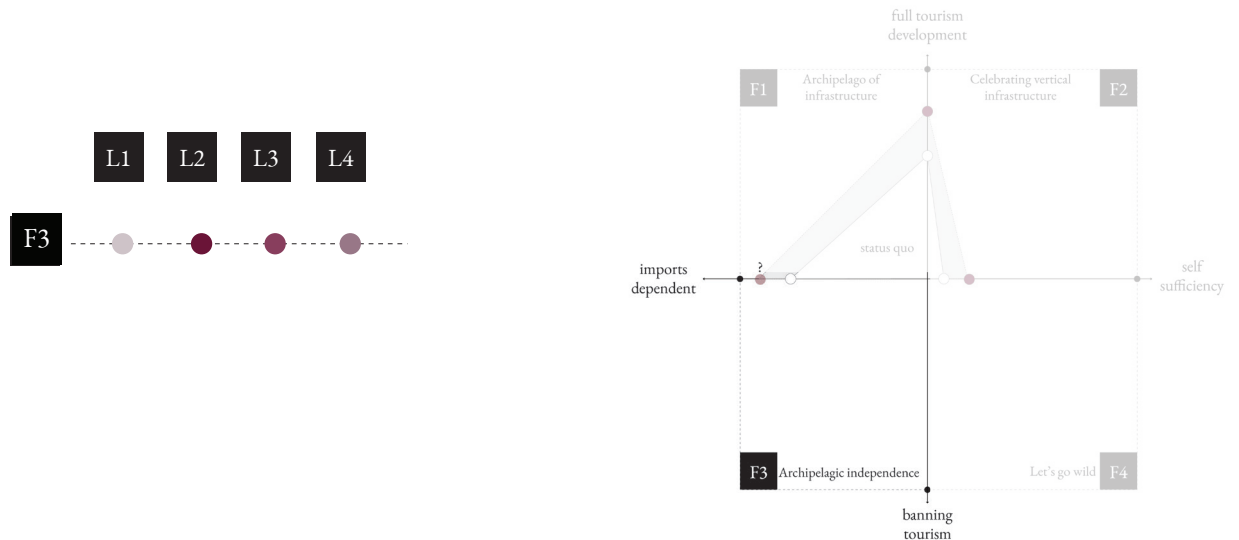 L1 L2 L3 L4
F3
full tourism
development
F1
Archipelago of
infrastructure
Celebrating vertical
infrastructure
F2
status quo
?
imports
dependent
self
sufficiency
F3 Archipelagic independence
Let's go wild F4
banning
tourism